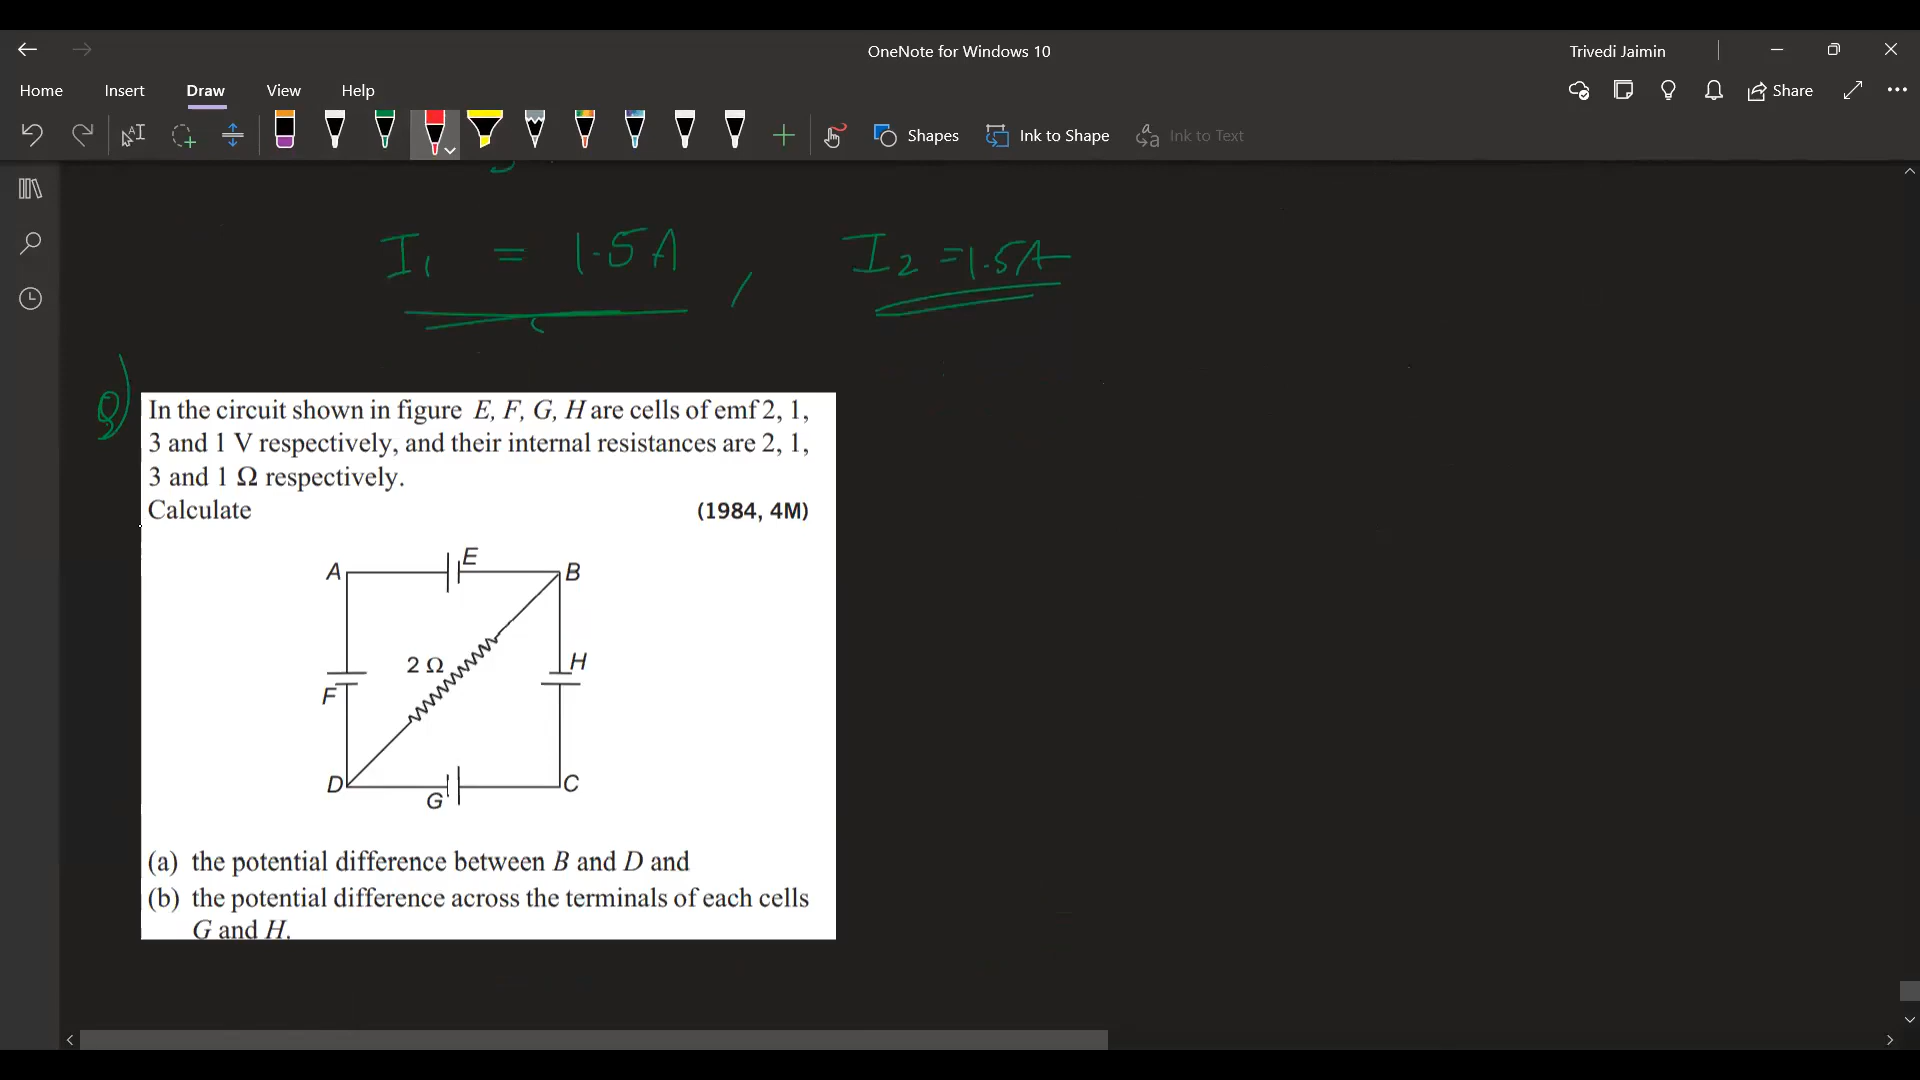 OneNote for Windows 10
Trivedi Jaimin
Home Insert Draw View Help
Share
Shapes Ink to Shape Ink to Text
I₁ = 1.5A , I₂ = 1.5A
Q)
In the circuit shown in figure E, F, G, H are cells of emf 2, 1,
3 and 1 V respectively, and their internal resistances are 2, 1,
3 and 1 Ω respectively.
Calculate (1984, 4M)
E
A B
2 Ω H
F
D C
G
(a) the potential difference between B and D and
(b) the potential difference across the terminals of each cells
G and H.